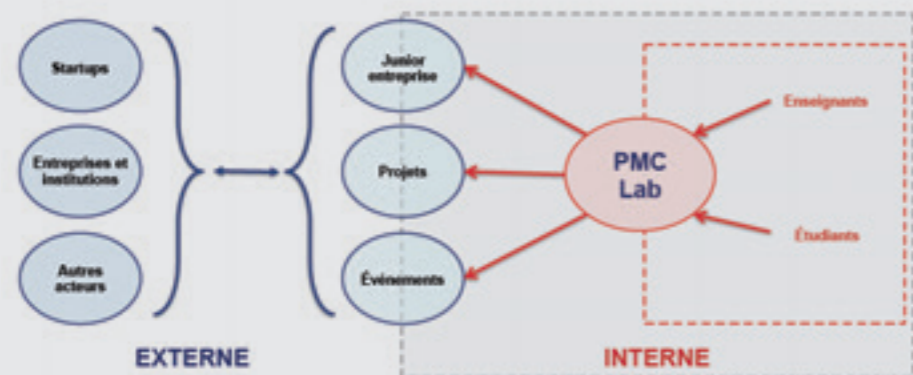 Startups
Entreprises et
institutions
Autres
acteurs
Junior
entreprise
Projets
Événements
PMC
Lab
Enseignants
Étudiants
EXTERNE
INTERNE